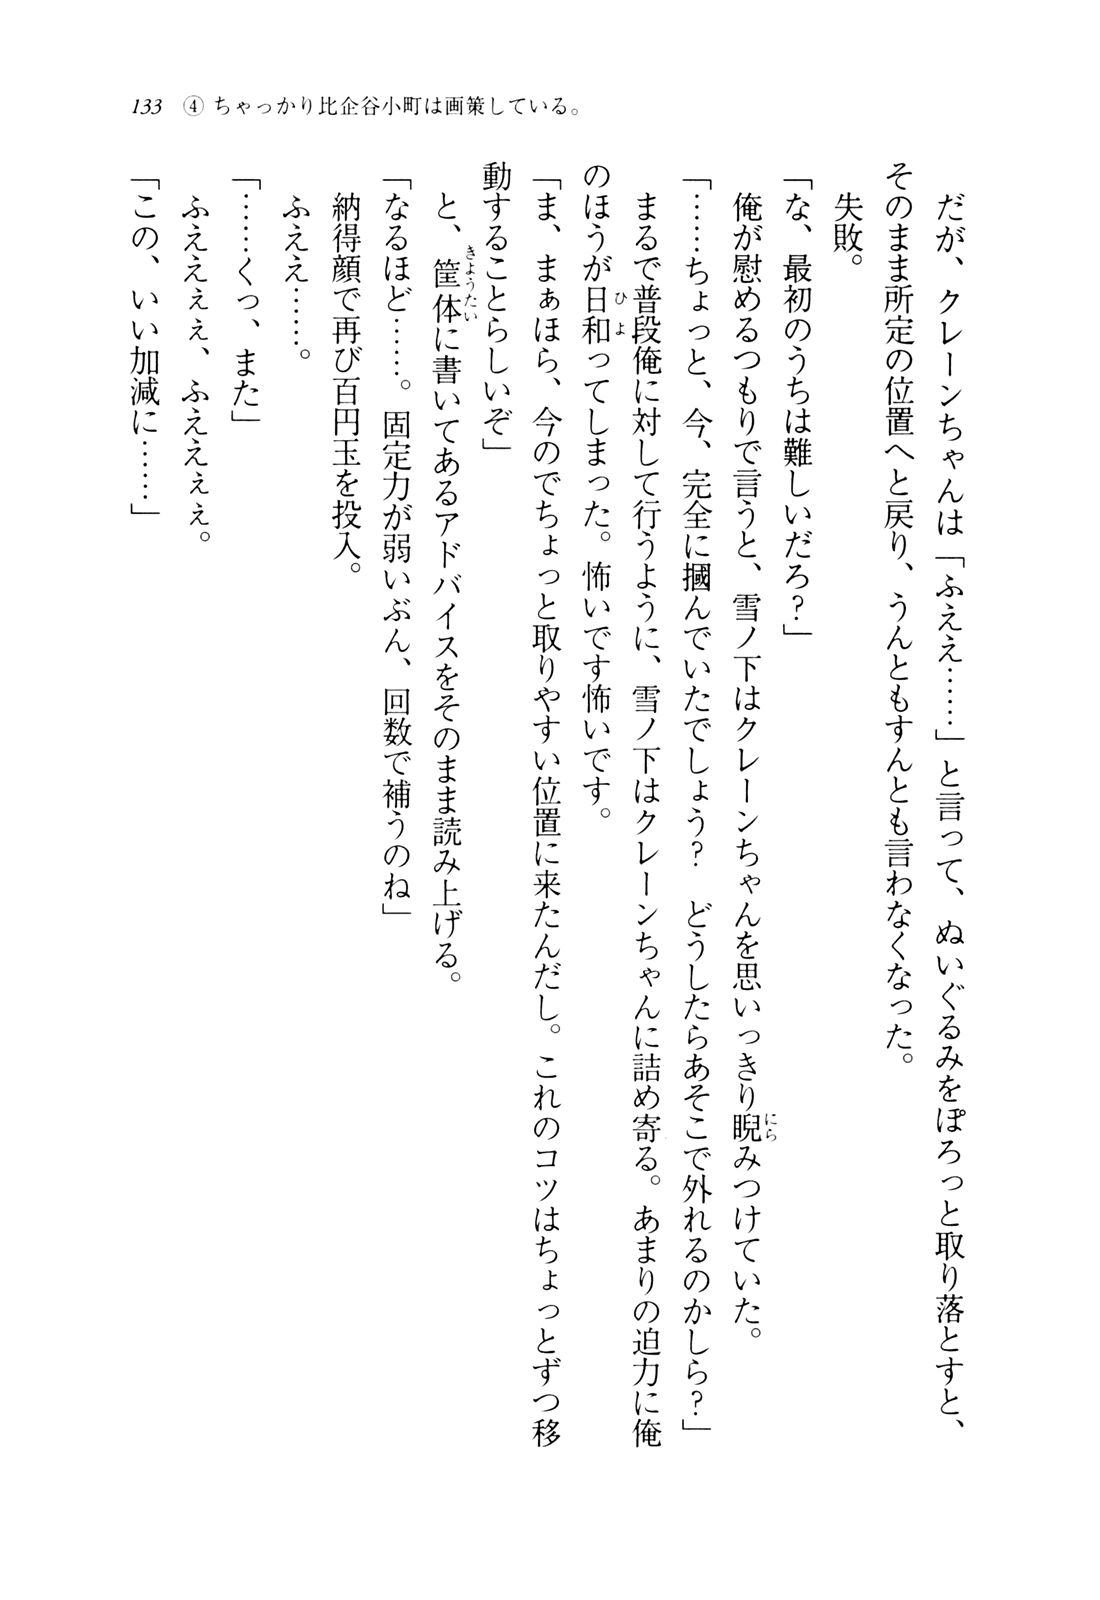 133　④ ちゃっかり比企谷小町は画策している。
　だが、クレーンちゃんは「ふええ……」と言って、ぬいぐるみをぽろっと取り落とすと、
そのまま所定の位置へと戻り、うんともすんとも言わなくなった。
　失敗。
「な、最初のうちは難しいだろ？」
　俺が慰めるつもりで言うと、雪ノ下はクレーンちゃんを思いっきり睨みつけていた。
「……ちょっと、今、完全に摑んでいたでしょう？　どうしたらあそこで外れるのかしら？」
　まるで普段俺に対して行うように、雪ノ下はクレーンちゃんに詰め寄る。あまりの迫力に俺
のほうが日和ってしまった。怖いです怖いです。
「ま、まぁほら、今のでちょっと取りやすい位置に来たんだし。これのコツはちょっとずつ移
動することらしいぞ」
　と、筐体に書いてあるアドバイスをそのまま読み上げる。
「なるほど……。固定力が弱いぶん、回数で補うのね」
　納得顔で再び百円玉を投入。
　ふええ……。
「……くっ、また」
　ふええぇぇ、ふええぇぇ。
「この、いい加減に……」